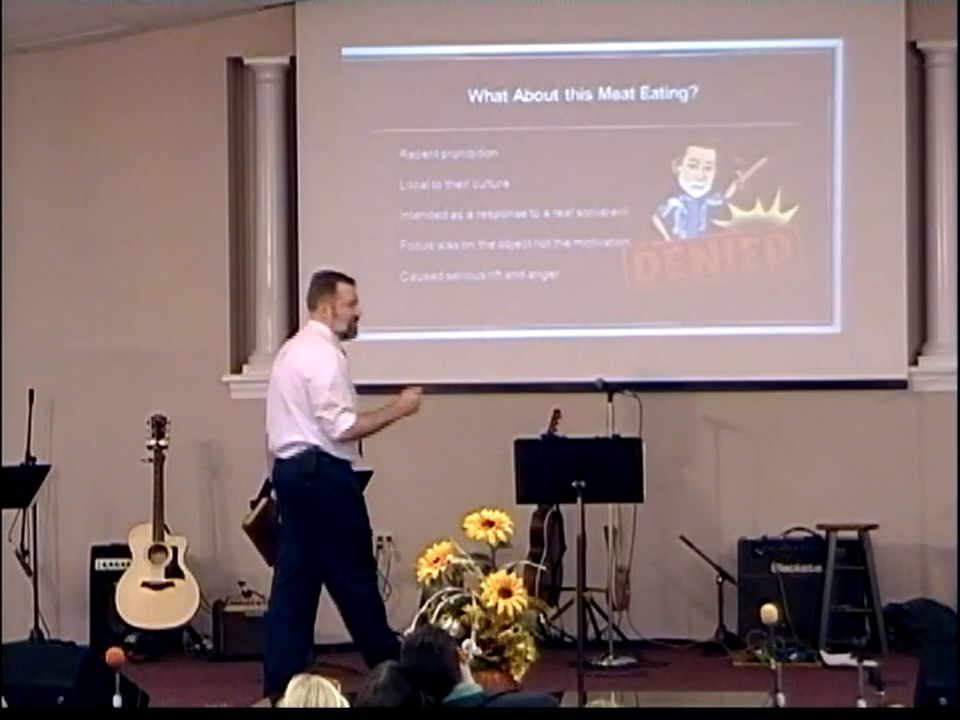 What About this Meat Eating?
Recent prohibition
Local to their culture
Intended as a response to a real social evil
Focus was on the object not the motivation
Caused serious rift and anger
DENIED
Blackstar